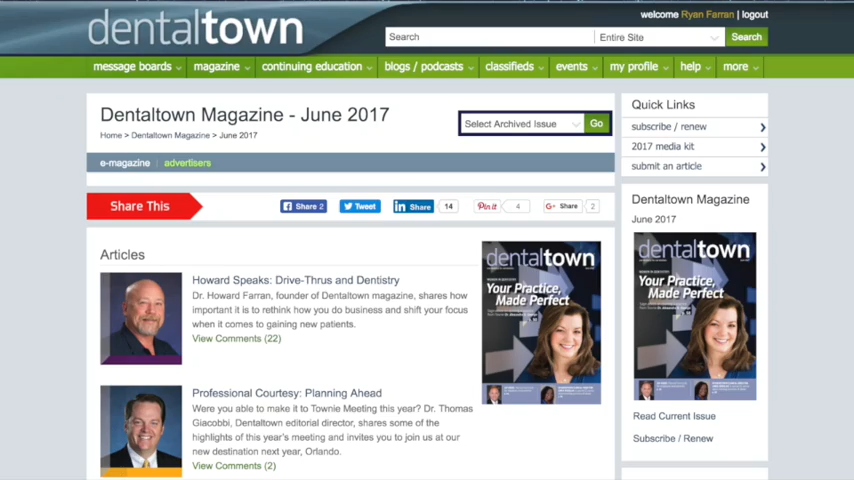 dentaltown
welcome Ryan Farran | logout
Search
Entire Site
Search
message boards
magazine
continuing education
blogs / podcasts
classifieds
events
my profile
help
more
Dentaltown Magazine - June 2017
Home > Dentaltown Magazine > June 2017
Select Archived Issue
Go
e-magazine
advertisers
Share This
Share 2
Tweet
in Share
14
Pin it
4
G+ Share
2
Articles
Howard Speaks: Drive-Thrus and Dentistry
Dr. Howard Farran, founder of Dentaltown magazine, shares how
important it is to rethink how you do business and shift your focus
when it comes to gaining new patients.
View Comments (22)
Professional Courtesy: Planning Ahead
Were you able to make it to Townie Meeting this year? Dr. Thomas
Giacobbi, Dentaltown editorial director, shares some of the
highlights of this year's meeting and invites you to join us at our
new destination next year, Orlando.
View Comments (2)
dentaltown
Your Practice,
Made Perfect
Quick Links
subscribe / renew
2017 media kit
submit an article
Dentaltown Magazine
June 2017
dentaltown
Your Practice,
Made Perfect
Read Current Issue
Subscribe / Renew